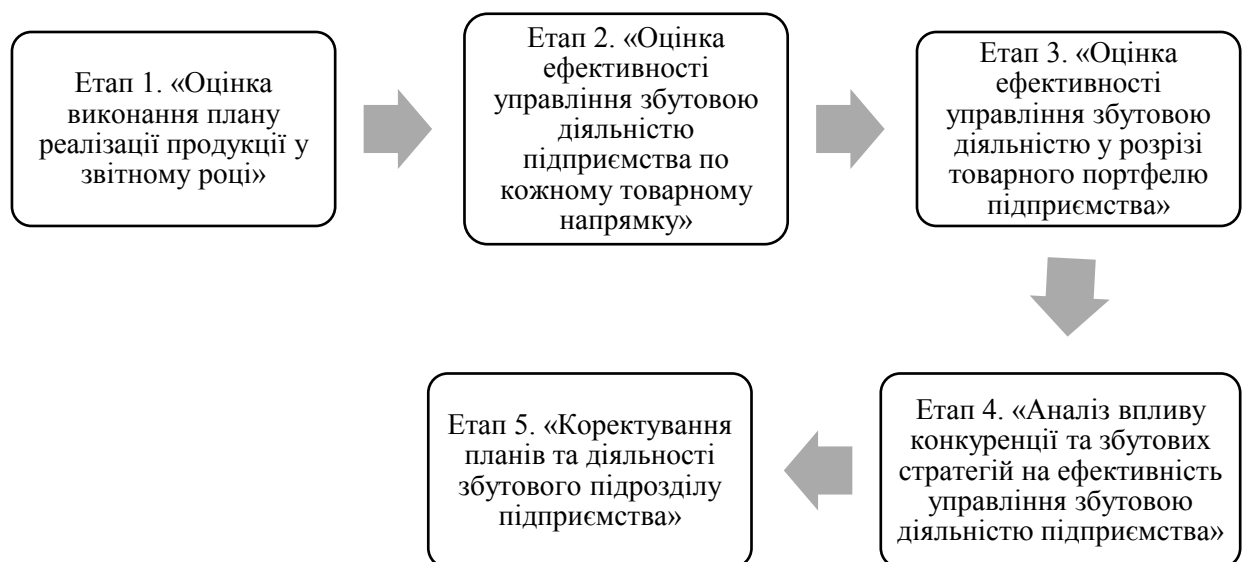 Етап 1. «Оцінка
виконання плану
реалізації продукції у
звітному році»
Етап 2. «Оцінка
ефективності
управління збутовою
діяльністю
підприємства по
кожному товарному
напрямку»
Етап 3. «Оцінка
ефективності
управління збутовою
діяльністю у розрізі
товарного портфелю
підприємства»
Етап 4. «Аналіз впливу
конкуренції та збутових
стратегій на ефективність
управління збутовою
діяльністю підприємства»
Етап 5. «Коректування
планів та діяльності
збутового підрозділу
підприємства»